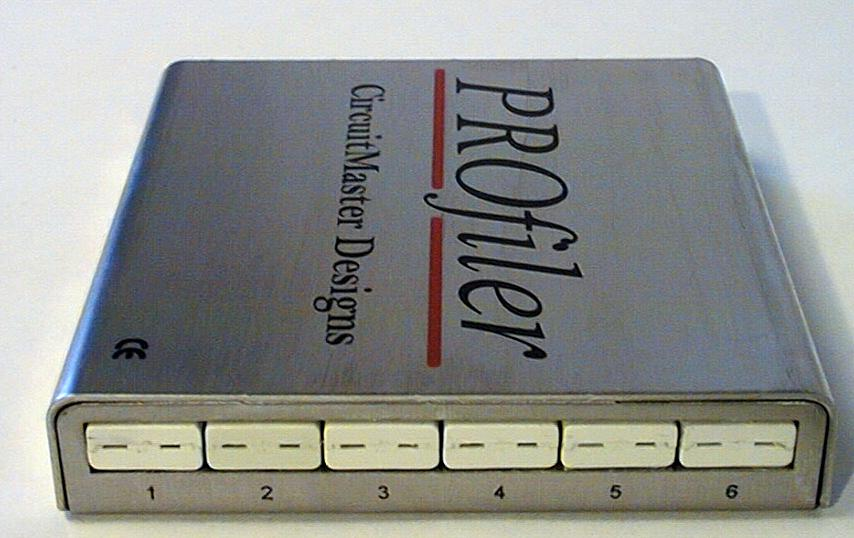 PROfiler
CircuitMaster Designs
CE
1 2 3 4 5 6